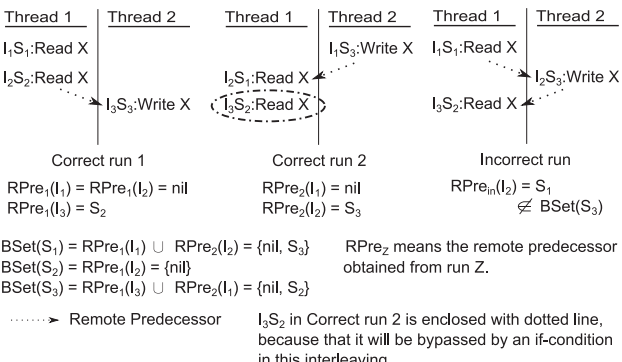 Thread 1 Thread 2 Thread 1 Thread 2 Thread 1 Thread 2
I₁S₁:Read X I₁S₃:Write X I₁S₁:Read X
I₂S₂:Read X I₂S₁:Read X I₂S₃:Write X
I₃S₃:Write X I₃S₂:Read X I₃S₂:Read X
Correct run 1 Correct run 2 Incorrect run
RPre₁(I₁) = RPre₁(I₂) = nil RPre₂(I₁) = nil RPreᵢₙ(I₂) = S₁
RPre₁(I₃) = S₂ RPre₂(I₂) = S₃ ∉ BSet(S₃)
BSet(S₁) = RPre₁(I₁) ∪ RPre₂(I₂) = {nil, S₃} RPre_Z means the remote predecessor
BSet(S₂) = RPre₁(I₂) = {nil} obtained from run Z.
BSet(S₃) = RPre₁(I₃) ∪ RPre₂(I₁) = {nil, S₂}
Remote Predecessor I₃S₂ in Correct run 2 is enclosed with dotted line,
because that it will be bypassed by an if-condition
in this interleaving